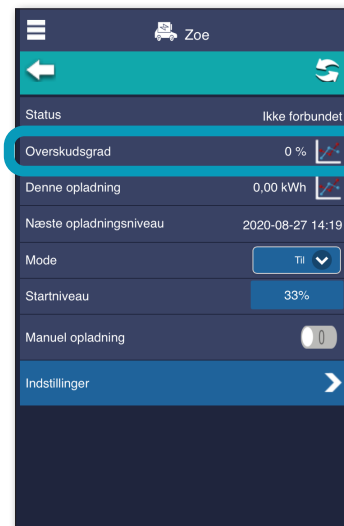 Zoe
Status Ikke forbundet
Overskudsgrad 0 %
Denne opladning 0,00 kWh
Næste opladningsniveau 2020-08-27 14:19
Mode Til
Startniveau 33%
Manuel opladning 0
Indstillinger